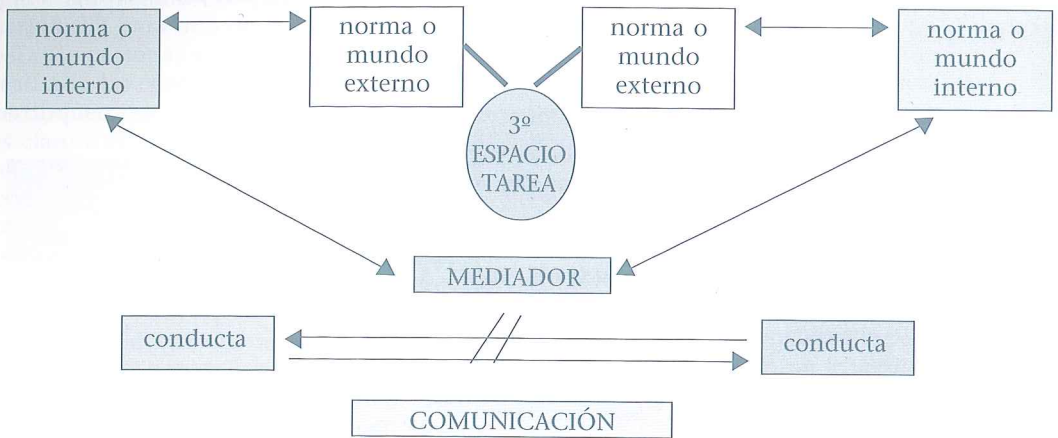 norma o
mundo
interno
norma o
mundo
externo
norma o
mundo
externo
norma o
mundo
interno
3º
ESPACIO
TAREA
MEDIADOR
conducta
conducta
COMUNICACIÓN